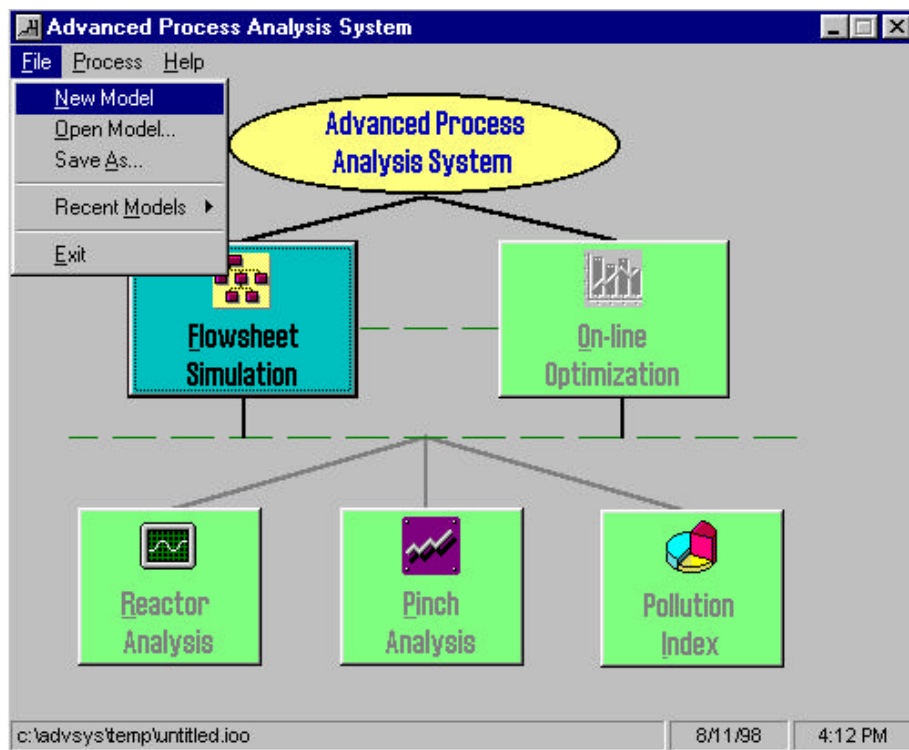 Advanced Process Analysis System
File Process Help
New Model
Open Model...
Save As...
Recent Models
Exit
Advanced Process
Analysis System
Flowsheet
Simulation
On-line
Optimization
Reactor
Analysis
Pinch
Analysis
Pollution
Index
c:\advsys\temp\untitled.ioo
8/11/98
4:12 PM